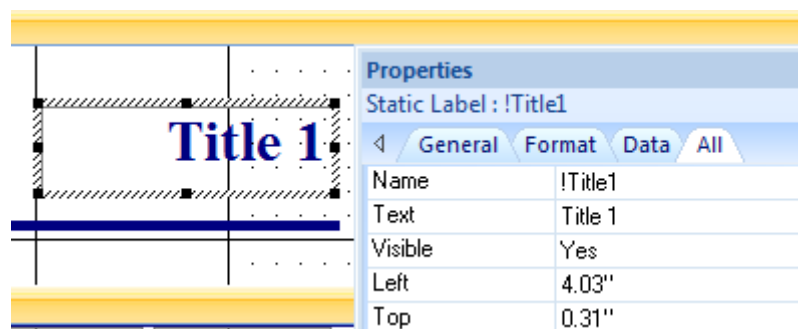 Title 1
Properties
Static Label : !Title1
General Format Data All
Name !Title1
Text Title 1
Visible Yes
Left 4.03"
Top 0.31"